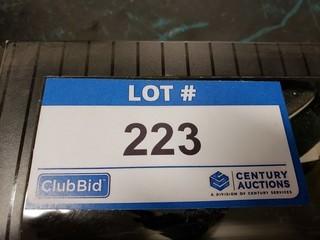 LOT #
223
ClubBid
CENTURY
AUCTIONS
A DIVISION OF CENTURY SERVICES